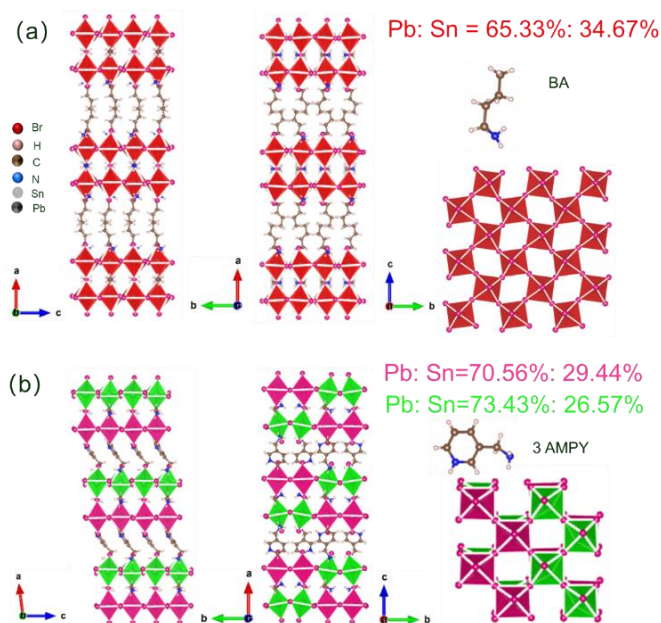 (a)
Pb: Sn = 65.33%: 34.67%
BA
Br
H
C
N
Sn
Pb
a
c
a
b
c
b
(b)
Pb: Sn=70.56%: 29.44%
Pb: Sn=73.43%: 26.57%
3 AMPY
a
c
a
b
c
b